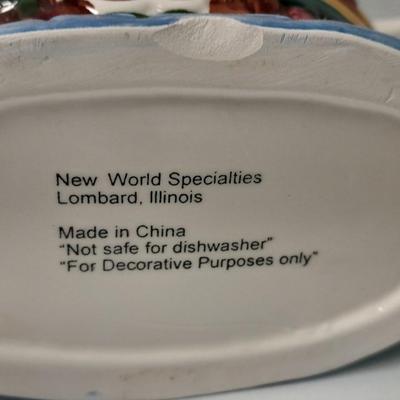 New World Specialties
Lombard, Illinois
Made in China
“Not safe for dishwasher”
“For Decorative Purposes only”